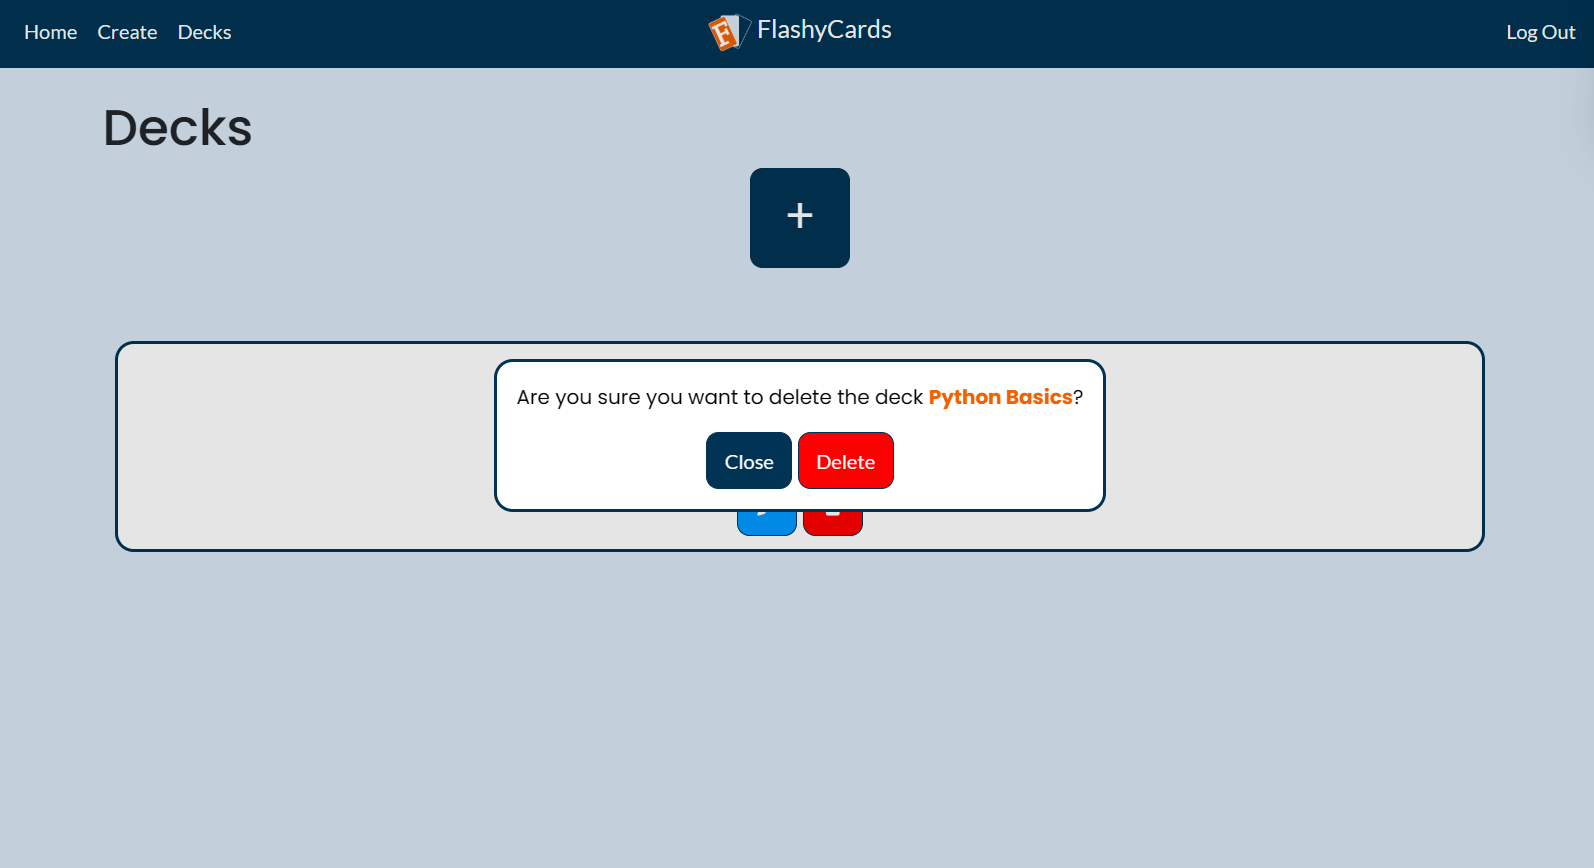 Home Create Decks
FlashyCards
Log Out
Decks
+
Are you sure you want to delete the deck Python Basics?
Close Delete